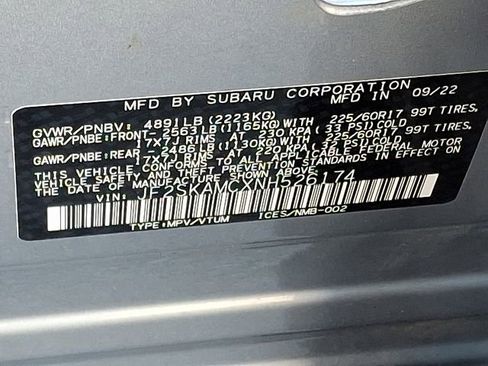 MFD BY SUBARU CORPORATION MFD IN 09/22
GVWR/PNBV: 4891LB(2223KG)
GAWR/PNBE:FRONT- 2563LB(1165KG)WITH 225/60R17 99T TIRES,
17X7J RIMS AT 230 KPA (33 PSI)COLD
GAWR/PNBE:REAR -2486LB(1130KG)WITH 225/60R17 99T TIRES,
17X7J RIMS AT 220 KPA (32 PSI)COLD
THIS VEHICLE CONFORMS TO ALL APPLICABLE FEDERAL MOTOR
VEHICLE SAFETY AND THEFT PREVENTION STANDARDS IN EFFECT
ON THE DATE OF MANUFACTURE SHOWN ABOVE.
VIN: JF2SKAMCXNH526174
TYPE:MPV/VTUM ICES/NMB-002